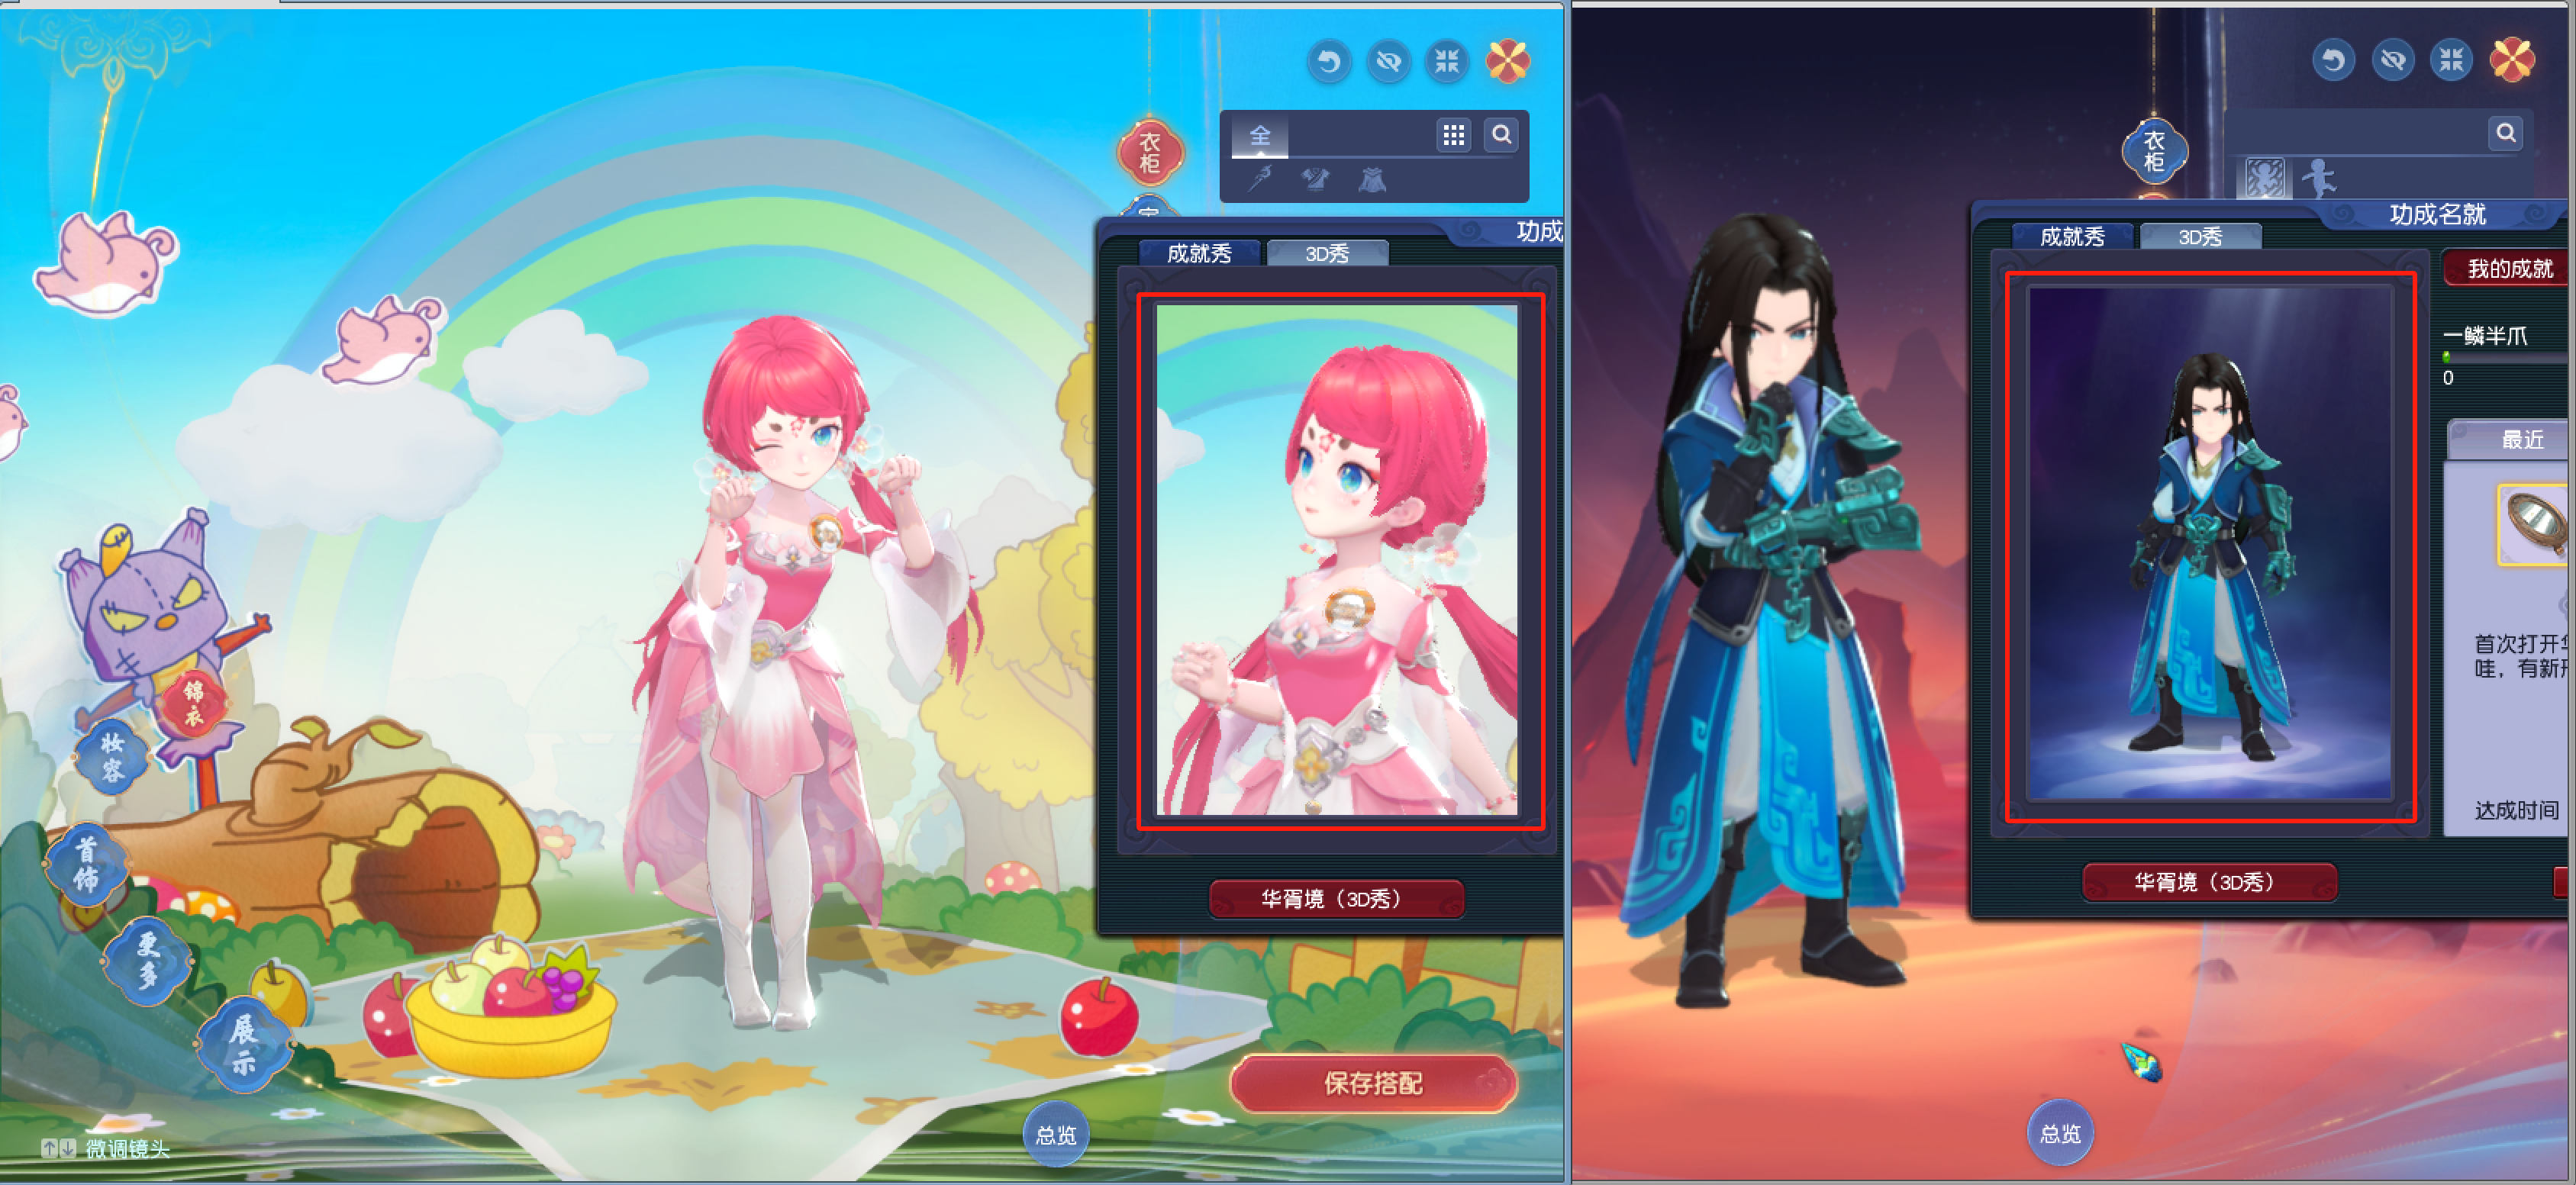 衣柜
全
功成
成就秀
3D秀
华胥境（3D秀）
锦衣
妆容
首饰
更多
展示
保存搭配
总览
微调镜头
衣柜
功成名就
成就秀
3D秀
我的成就
一鳞半爪
0
最近
首次打开
哇，有新
达成时间
华胥境（3D秀）
总览